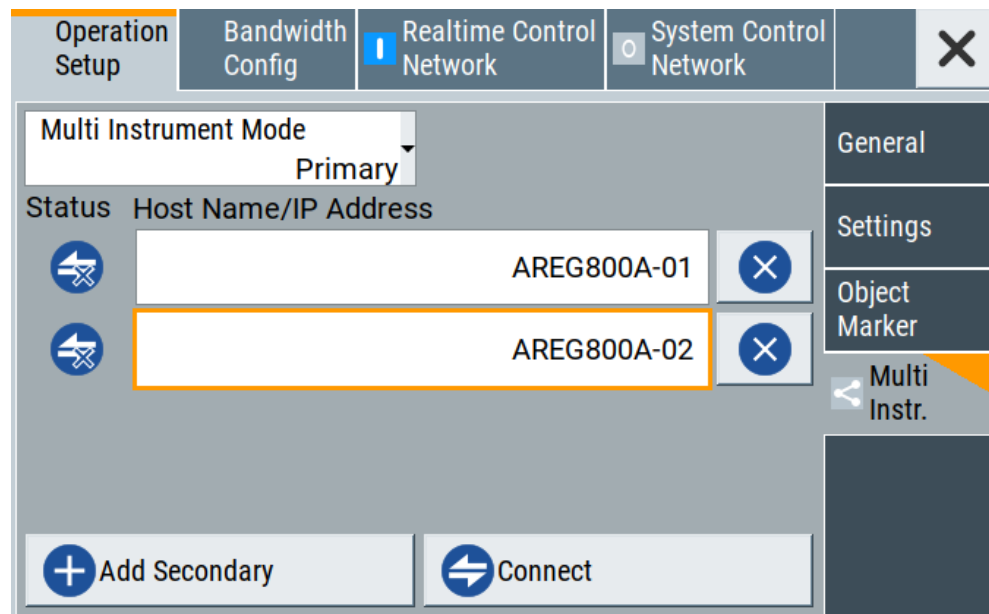 Operation
Setup
Bandwidth
Config
Realtime Control
Network
System Control
Network
Multi Instrument Mode
Primary
Status Host Name/IP Address
AREG800A-01
AREG800A-02
Add Secondary
Connect
General
Settings
Object
Marker
Multi
Instr.